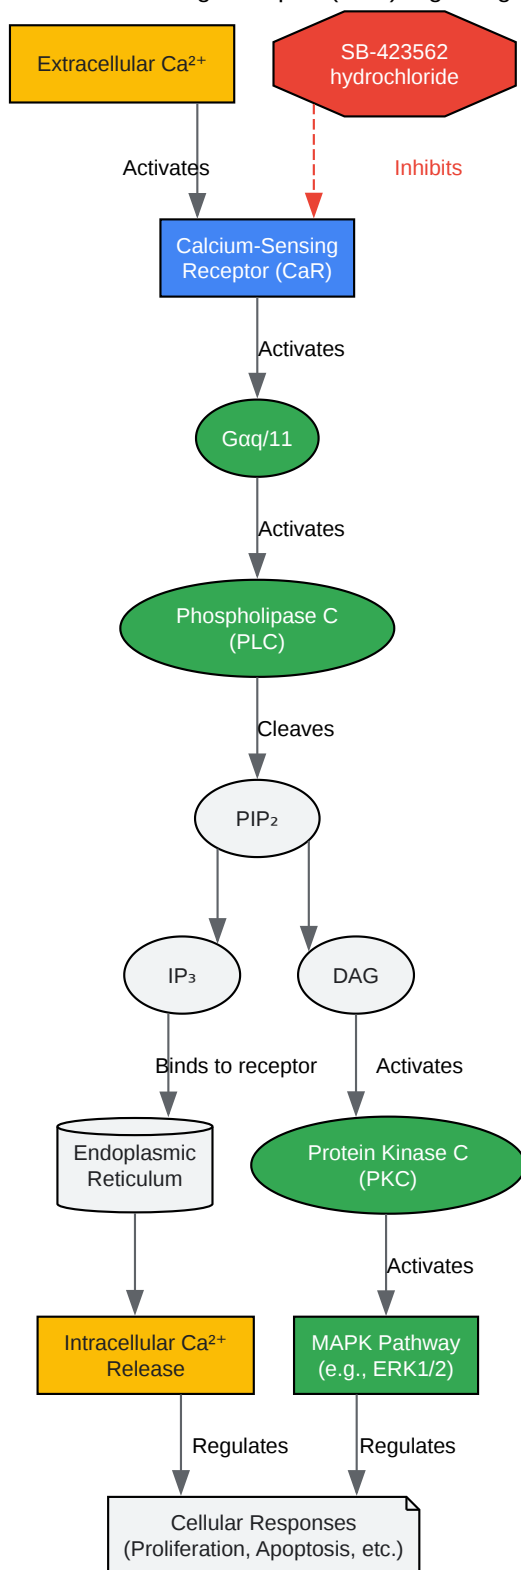 Extracellular Ca²⁺
SB-423562
hydrochloride
Activates
Inhibits
Calcium-Sensing
Receptor (CaR)
Activates
Gαq/11
Activates
Phospholipase C
(PLC)
Cleaves
PIP₂
IP₃
DAG
Binds to receptor
Activates
Endoplasmic
Reticulum
Protein Kinase C
(PKC)
Activates
Intracellular Ca²⁺
Release
MAPK Pathway
(e.g., ERK1/2)
Regulates
Regulates
Cellular Responses
(Proliferation, Apoptosis, etc.)